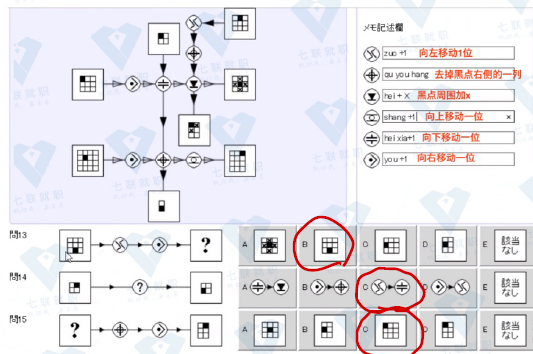 メモ記述欄
zuo +1 向左移动1位
qu you hang 去掉黑点右侧的一列
hei + X 黑点周围加x
shang +1 向上移动一位 ×
hei xia+1 向下移动一位
you +1 向右移动一位
問13 ? A B C D E 該当なし
問14 ? A B C D E 該当なし
問15 ? A B C D E 該当なし
七联就职